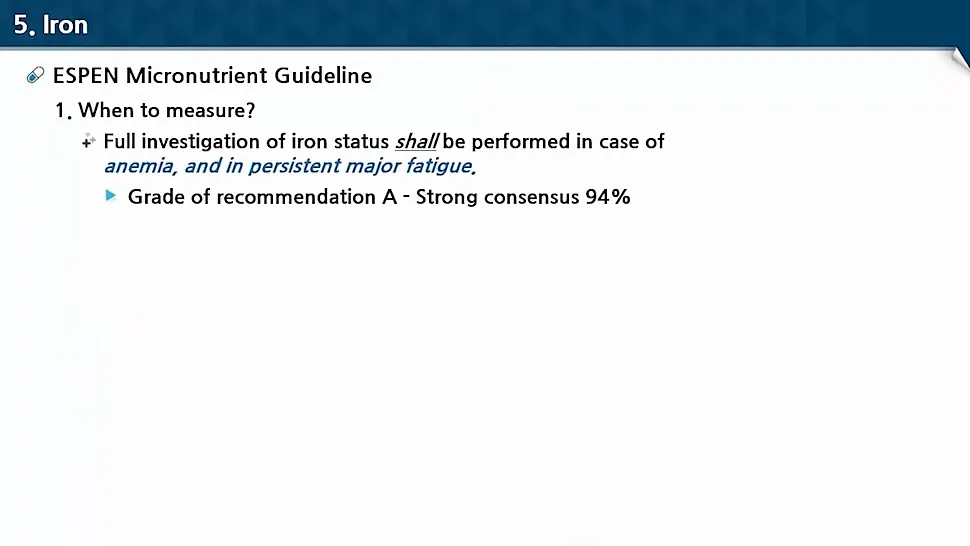 5. Iron
ESPEN Micronutrient Guideline
1. When to measure?
Full investigation of iron status shall be performed in case of
anemia, and in persistent major fatigue.
Grade of recommendation A - Strong consensus 94%